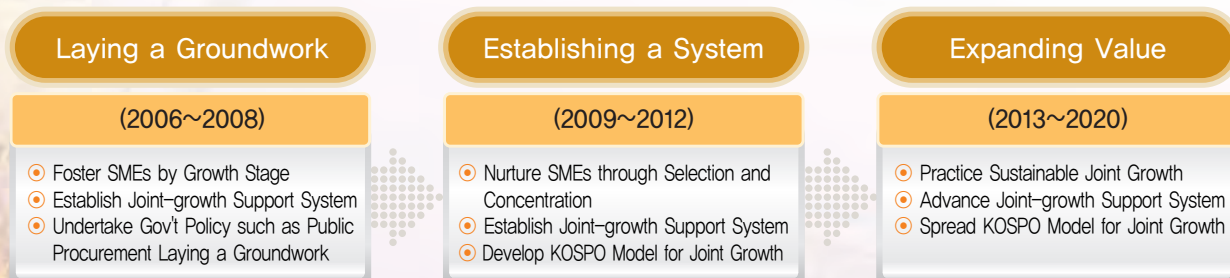 Laying a Groundwork
(2006~2008)
Foster SMEs by Growth Stage
Establish Joint-growth Support System
Undertake Gov't Policy such as Public
Procurement Laying a Groundwork
Establishing a System
(2009~2012)
Nurture SMEs through Selection and
Concentration
Establish Joint-growth Support System
Develop KOSPO Model for Joint Growth
Expanding Value
(2013~2020)
Practice Sustainable Joint Growth
Advance Joint-growth Support System
Spread KOSPO Model for Joint Growth